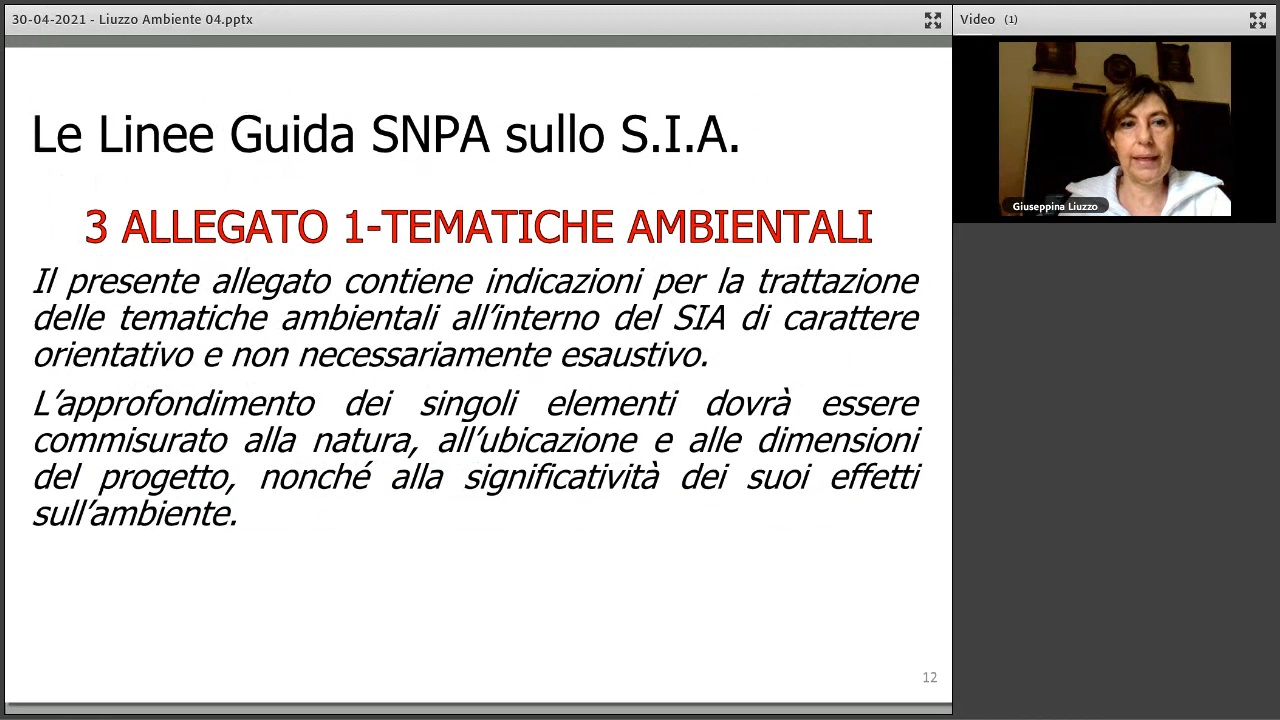 30-04-2021 - Liuzzo Ambiente 04.pptx
Video (1)
Le Linee Guida SNPA sullo S.I.A.
3 ALLEGATO 1-TEMATICHE AMBIENTALI
Il presente allegato contiene indicazioni per la trattazione
delle tematiche ambientali all’interno del SIA di carattere
orientativo e non necessariamente esaustivo.
L’approfondimento dei singoli elementi dovrà essere
commisurato alla natura, all’ubicazione e alle dimensioni
del progetto, nonché alla significatività dei suoi effetti
sull’ambiente.
12
Giuseppina Liuzzo